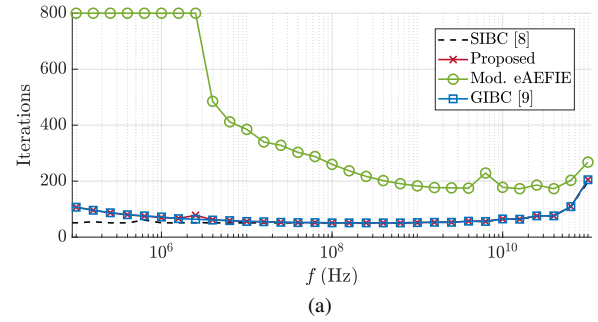 800
600
400
200
0
Iterations
SIBC [8]
Proposed
Mod. eAEFIE
GIBC [9]
10^6
10^8
10^10
f (Hz)
(a)